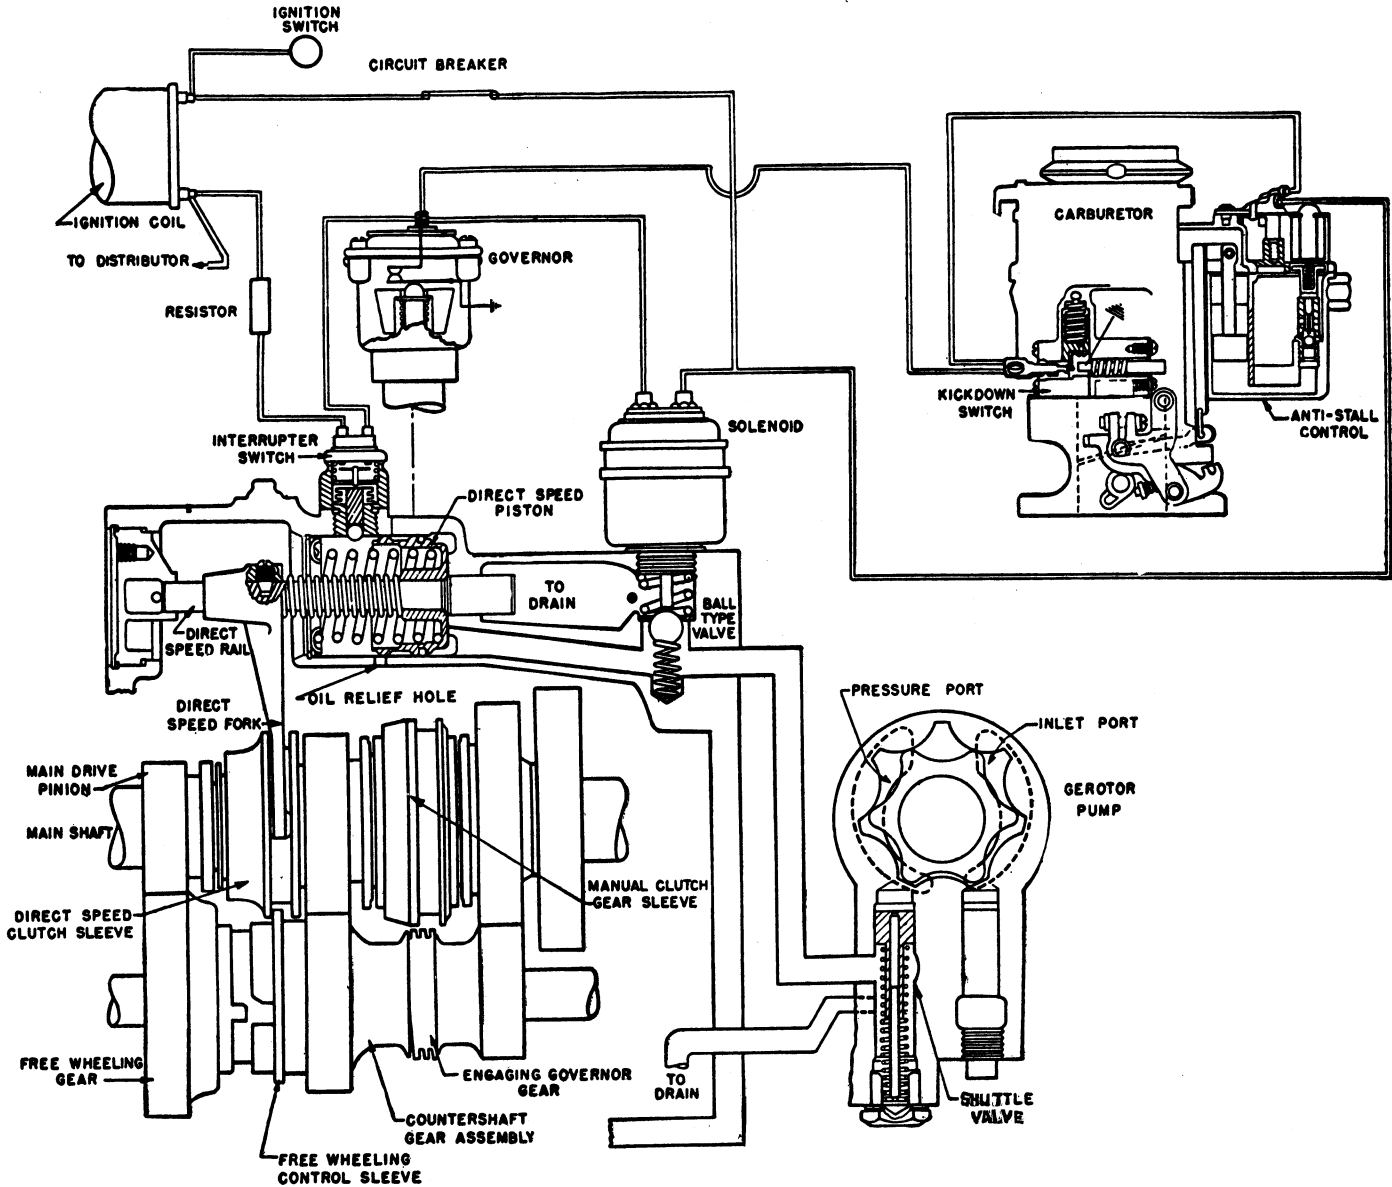 IGNITION
SWITCH
CIRCUIT BREAKER
IGNITION COIL
TO DISTRIBUTOR
RESISTOR
GOVERNOR
CARBURETOR
KICKDOWN
SWITCH
ANTI-STALL
CONTROL
INTERRUPTER
SWITCH
SOLENOID
DIRECT SPEED
PISTON
TO
DRAIN
BALL
TYPE
VALVE
DIRECT
SPEED RAIL
OIL RELIEF HOLE
DIRECT
SPEED FORK
PRESSURE PORT
INLET PORT
GEROTOR
PUMP
MAIN DRIVE
PINION
MAIN SHAFT
MANUAL CLUTCH
GEAR SLEEVE
DIRECT SPEED
CLUTCH SLEEVE
FREE WHEELING
GEAR
ENGAGING GOVERNOR
GEAR
TO
DRAIN
SHUTTLE
VALVE
COUNTERSHAFT
GEAR ASSEMBLY
FREE WHEELING
CONTROL SLEEVE